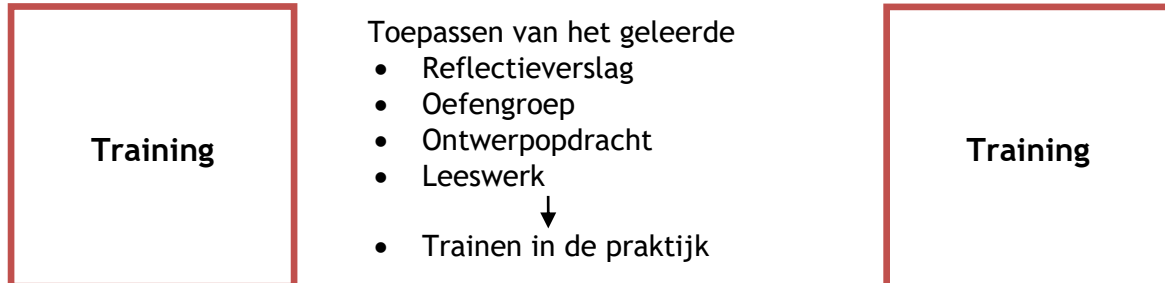 Training
Toepassen van het geleerde
• Reflectieverslag
• Oefengroep
• Ontwerpopdracht
• Leeswerk
• Trainen in de praktijk
Training